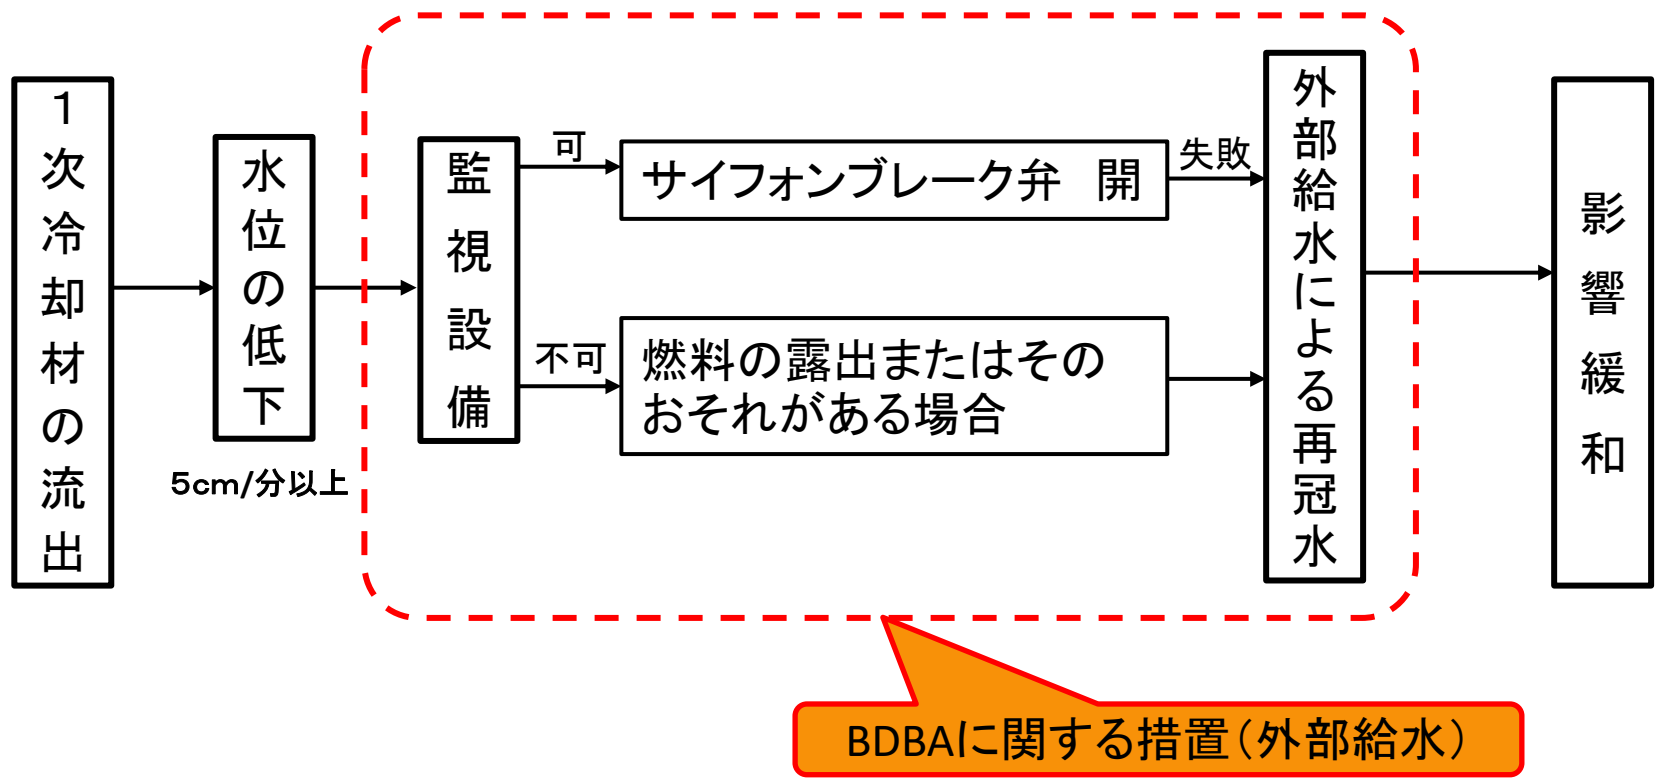 １次冷却材の流出
水位の低下
5cm/分以上
監視設備
可
サイフォンブレーク弁　開
失敗
不可
燃料の露出またはその
おそれがある場合
外部給水による再冠水
影響緩和
BDBAに関する措置（外部給水）